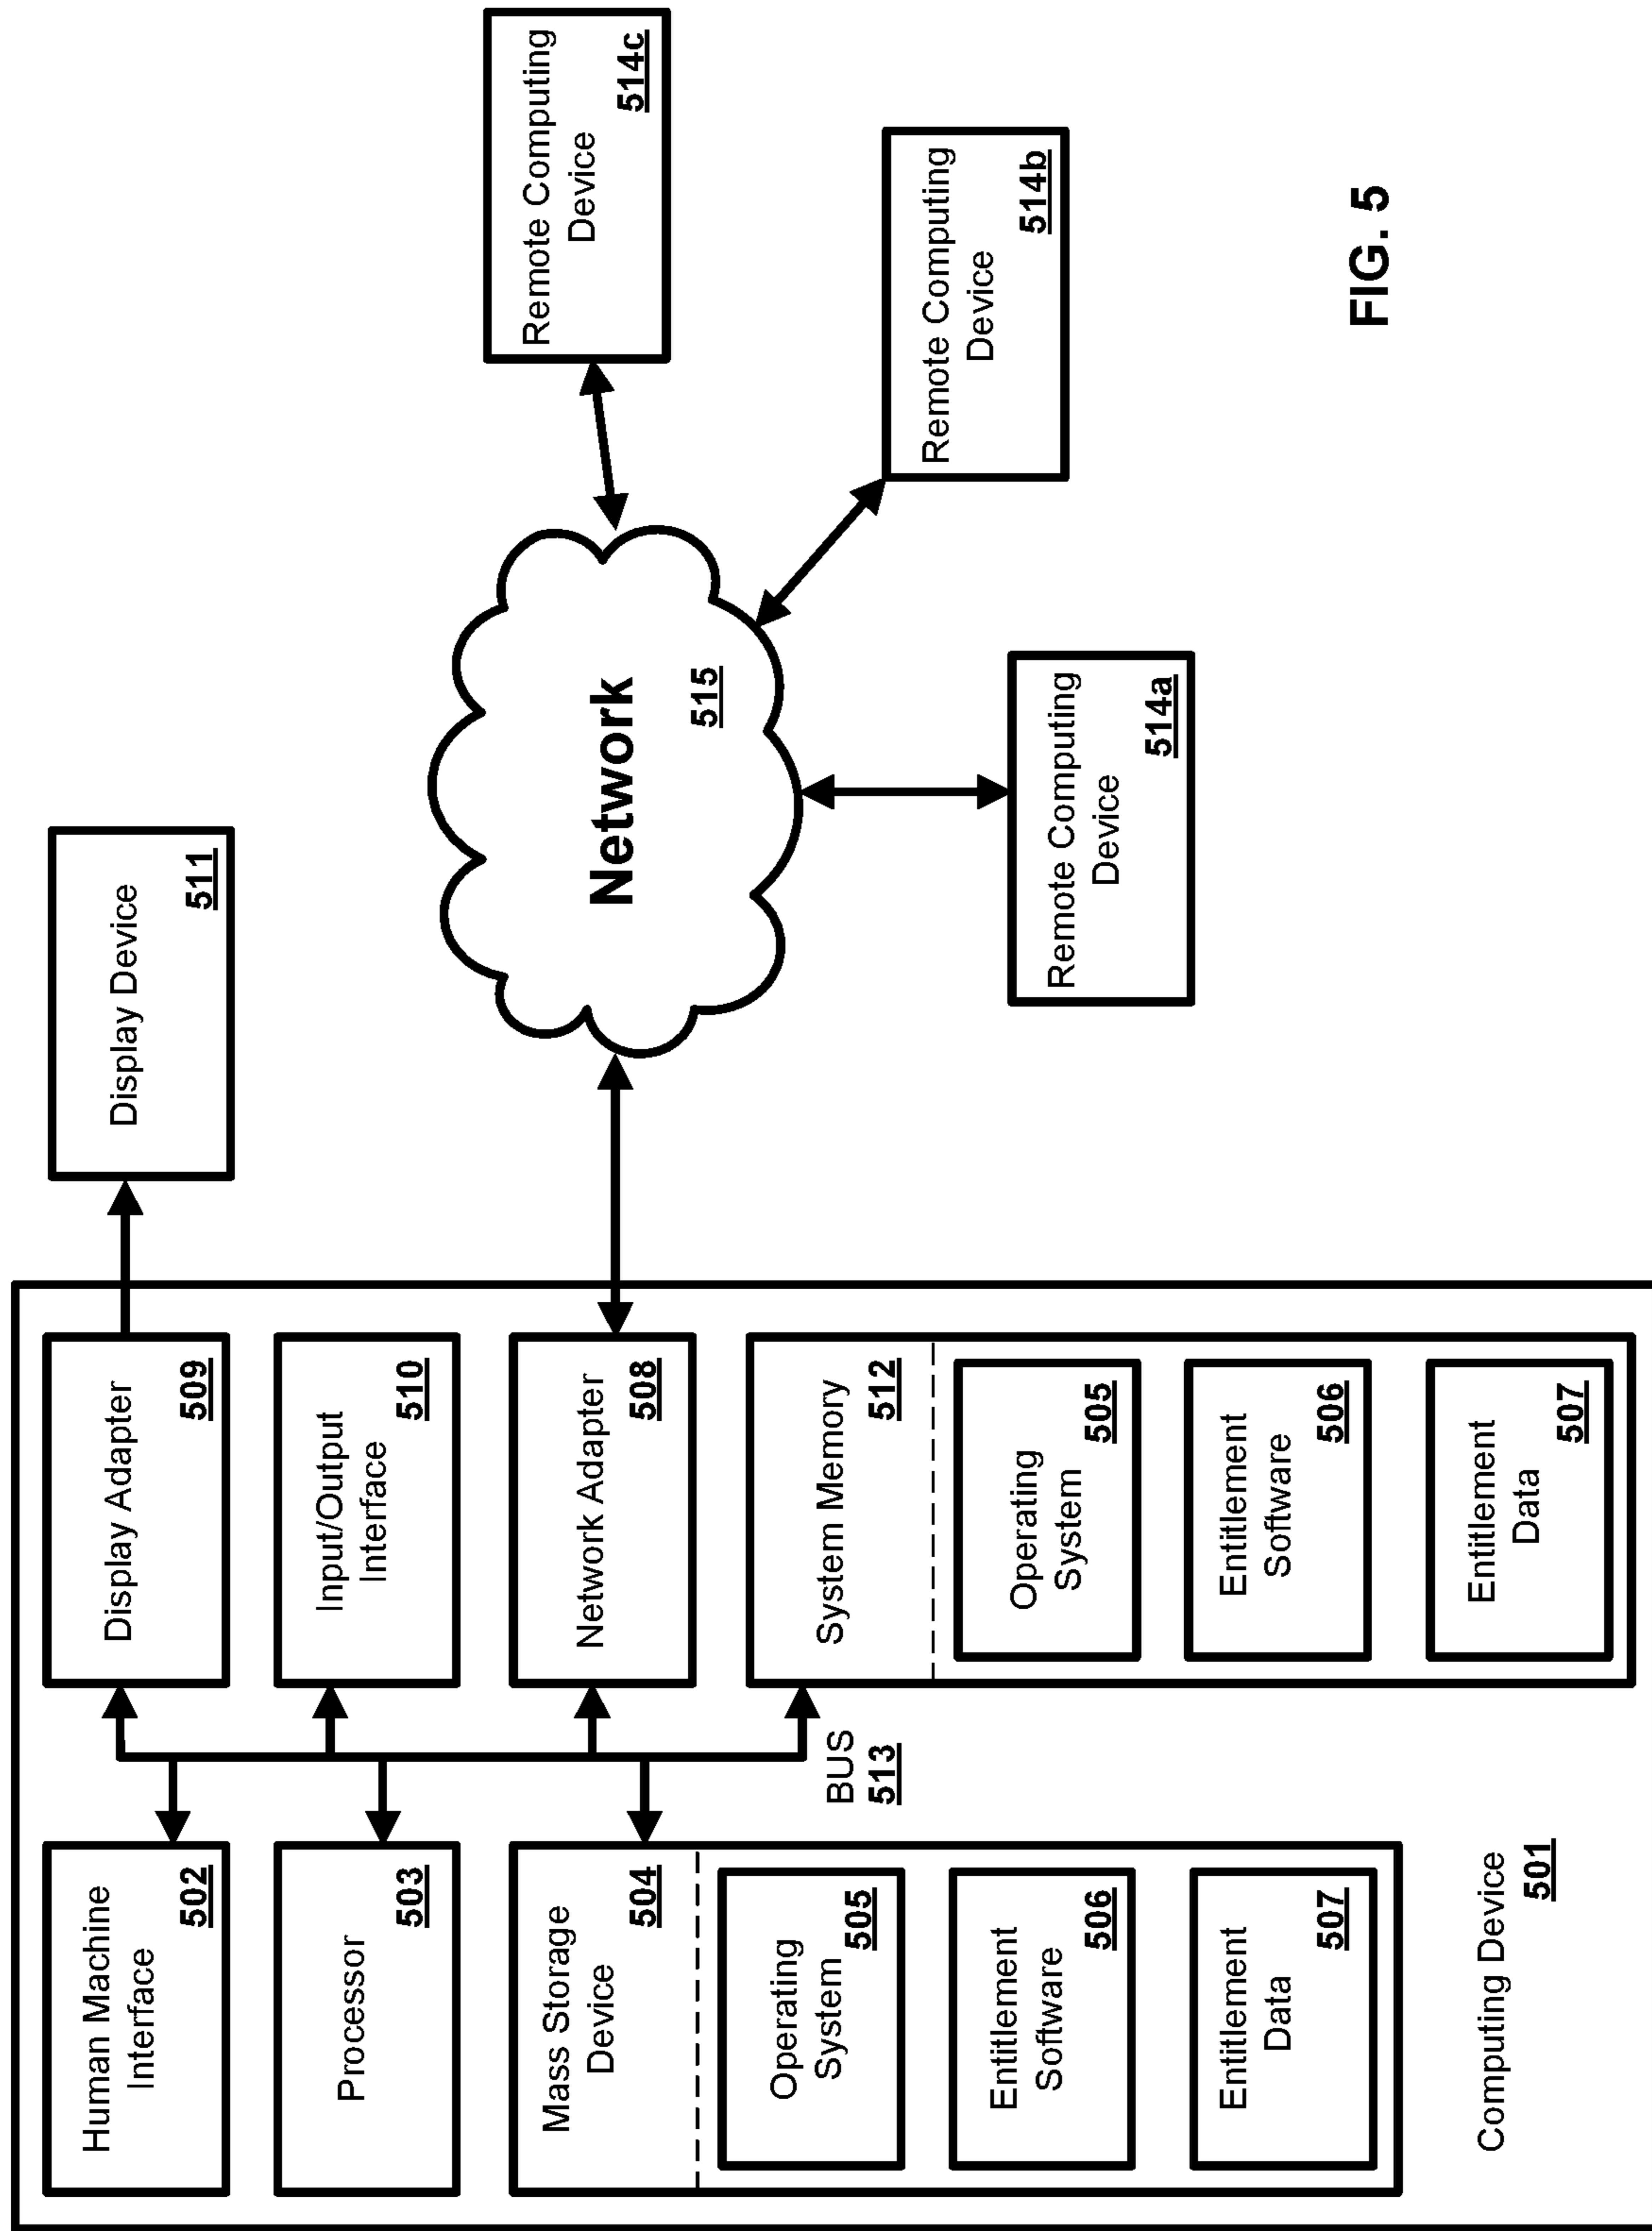 Human Machine
Interface
502
Processor
503
Mass Storage
Device
504
Operating
System
505
Entitlement
Software
506
Entitlement
Data
507
Computing Device
501
BUS
513
Display Adapter
509
Input/Output
Interface
510
Network Adapter
508
System Memory
512
Operating
System
505
Entitlement
Software
506
Entitlement
Data
507
Display Device
511
Network
515
Remote Computing
Device
514a
Remote Computing
Device
514b
Remote Computing
Device
514c
FIG. 5